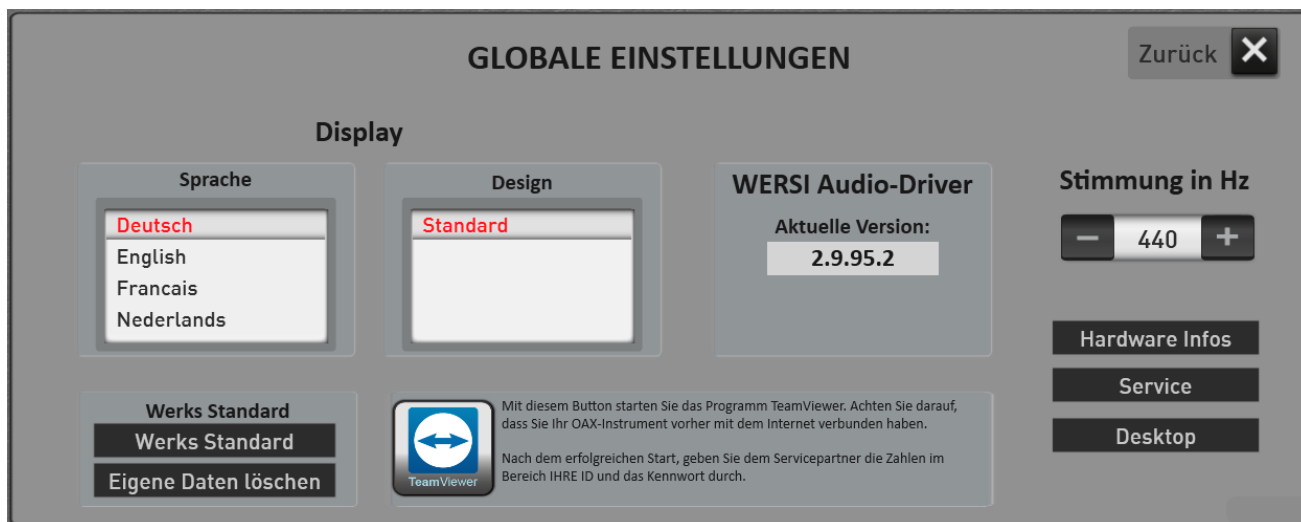 GLOBALE EINSTELLUNGEN
Zurück
Display
Sprache
Deutsch
English
Francais
Nederlands
Design
Standard
WERSI Audio-Driver
Aktuelle Version:
2.9.95.2
Stimmung in Hz
440
Hardware Infos
Service
Desktop
Werks Standard
Werks Standard
Eigene Daten löschen
TeamViewer
Mit diesem Button starten Sie das Programm TeamViewer. Achten Sie darauf,
dass Sie Ihr OAX-Instrument vorher mit dem Internet verbunden haben.
Nach dem erfolgreichen Start, geben Sie dem Servicepartner die Zahlen im
Bereich IHRE ID und das Kennwort durch.